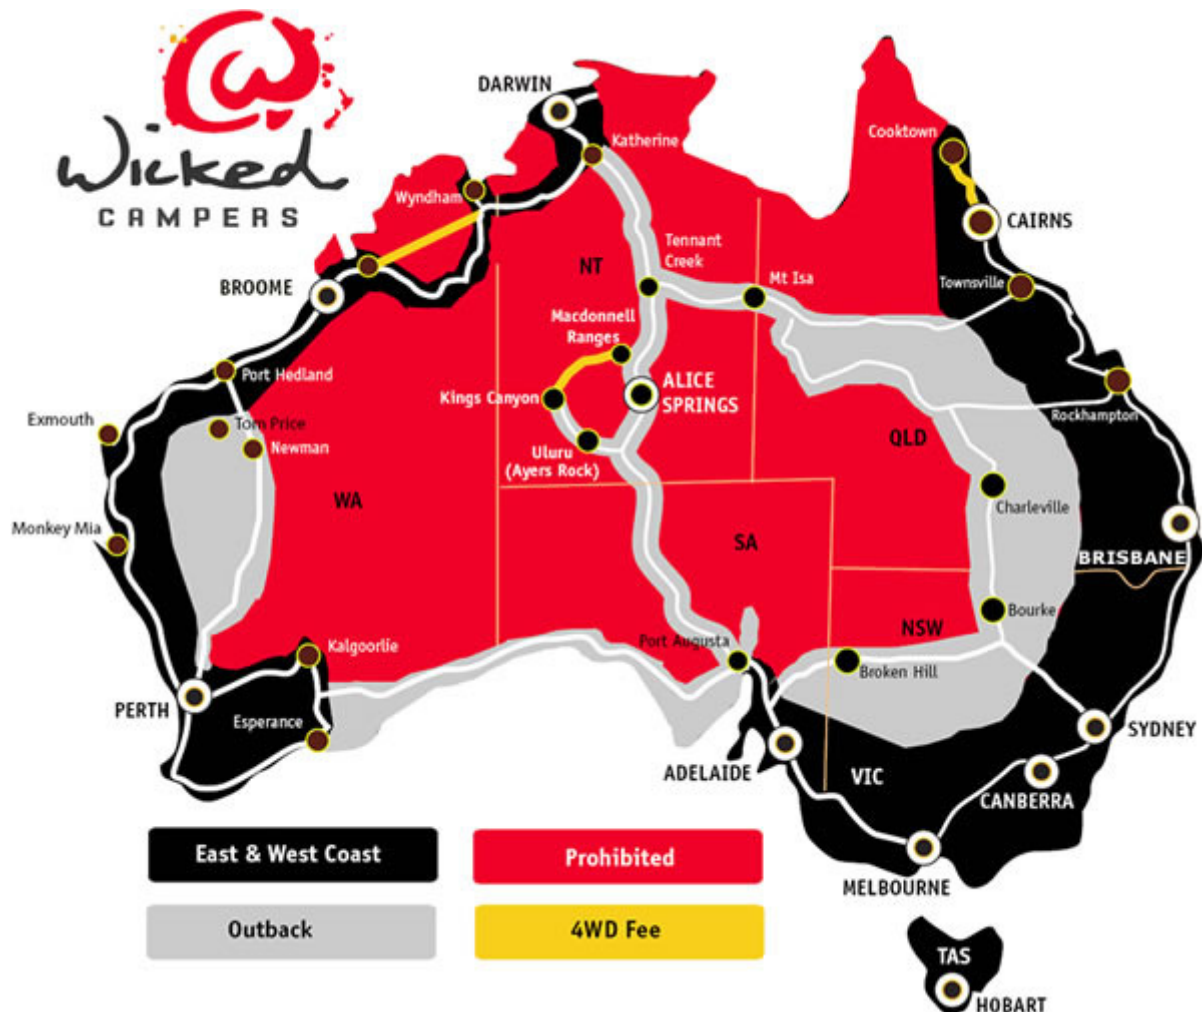 Wicked
CAMPERS
DARWIN
Katherine
Cooktown
Wyndham
CAIRNS
Tennant
Creek
NT
Mt Isa
BROOME
Townsville
Macdonnell
Ranges
Port Hedland
ALICE
SPRINGS
Kings Canyon
Rockhampton
Exmouth
Tom Price
Newman
QLD
Uluru
(Ayers Rock)
WA
Charleville
Monkey Mia
SA
BRISBANE
Bourke
NSW
Kalgoorlie
Port Augusta
Broken Hill
PERTH
Esperance
SYDNEY
ADELAIDE
VIC
CANBERRA
MELBOURNE
East & West Coast
Prohibited
Outback
4WD Fee
TAS
HOBART